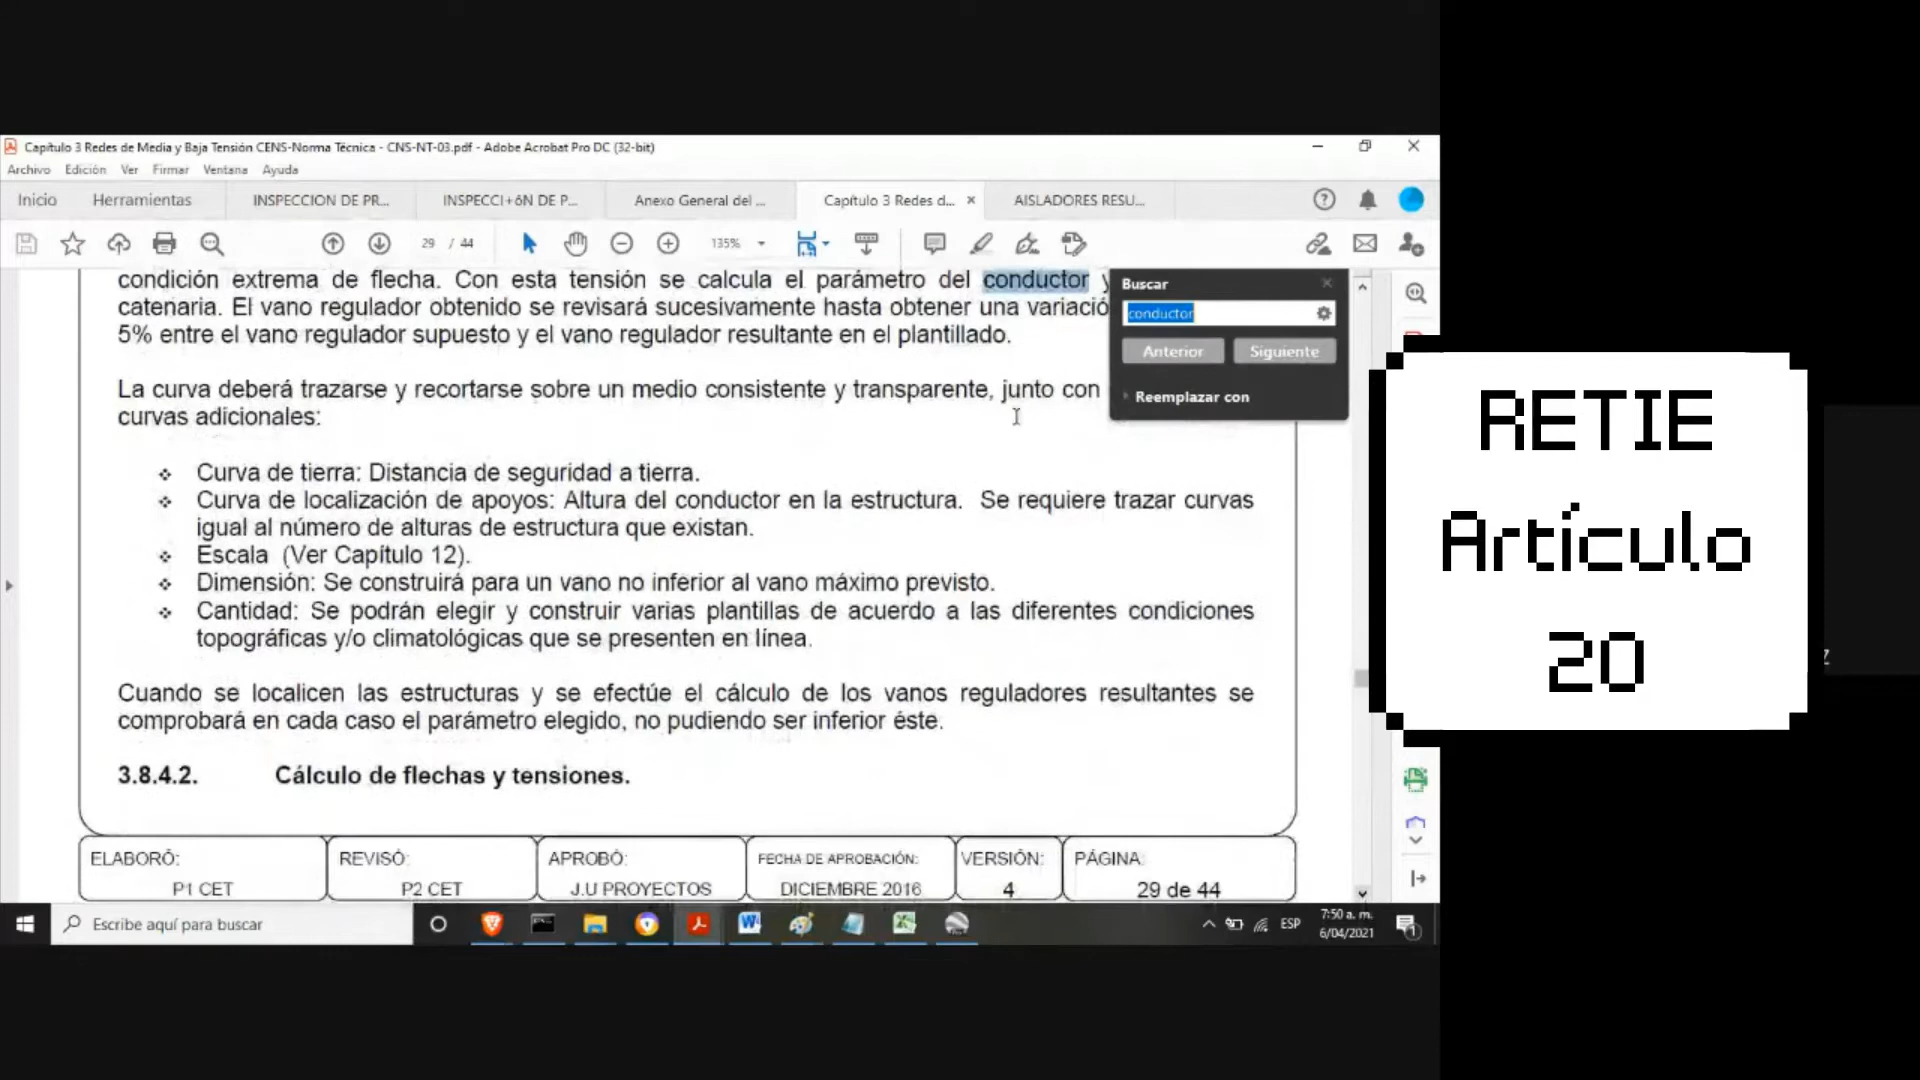 Capítulo 3 Redes de Media y Baja Tensión CENS-Norma Técnica - CNS-NT-03.pdf - Adobe Acrobat Pro DC (32-bit)
Archivo Edición Ver Firmar Ventana Ayuda
Inicio Herramientas INSPECCION DE PR... INSPECCI+óN DE P... Anexo General del ... Capítulo 3 Redes d... AISLADORES RESU...
29 / 44 135%
condición extrema de flecha. Con esta tensión se calcula el parámetro del conductor y
catenaria. El vano regulador obtenido se revisará sucesivamente hasta obtener una variació
5% entre el vano regulador supuesto y el vano regulador resultante en el plantillado.
La curva deberá trazarse y recortarse sobre un medio consistente y transparente, junto con
curvas adicionales:
Buscar
conductor
Anterior Siguiente
Reemplazar con
❖ Curva de tierra: Distancia de seguridad a tierra.
❖ Curva de localización de apoyos: Altura del conductor en la estructura. Se requiere trazar curvas
igual al número de alturas de estructura que existan.
❖ Escala (Ver Capítulo 12).
❖ Dimensión: Se construirá para un vano no inferior al vano máximo previsto.
❖ Cantidad: Se podrán elegir y construir varias plantillas de acuerdo a las diferentes condiciones
topográficas y/o climatológicas que se presenten en línea.
Cuando se localicen las estructuras y se efectúe el cálculo de los vanos reguladores resultantes se
comprobará en cada caso el parámetro elegido, no pudiendo ser inferior éste.
3.8.4.2. Cálculo de flechas y tensiones.
ELABORÓ: REVISÓ: APROBÓ: FECHA DE APROBACIÓN: VERSIÓN: PÁGINA:
P1 CET P2 CET J.U PROYECTOS DICIEMBRE 2016 4 29 de 44
Escribe aquí para buscar
ESP
7:50 a. m.
6/04/2021
1
RETIE
Artículo
20
z